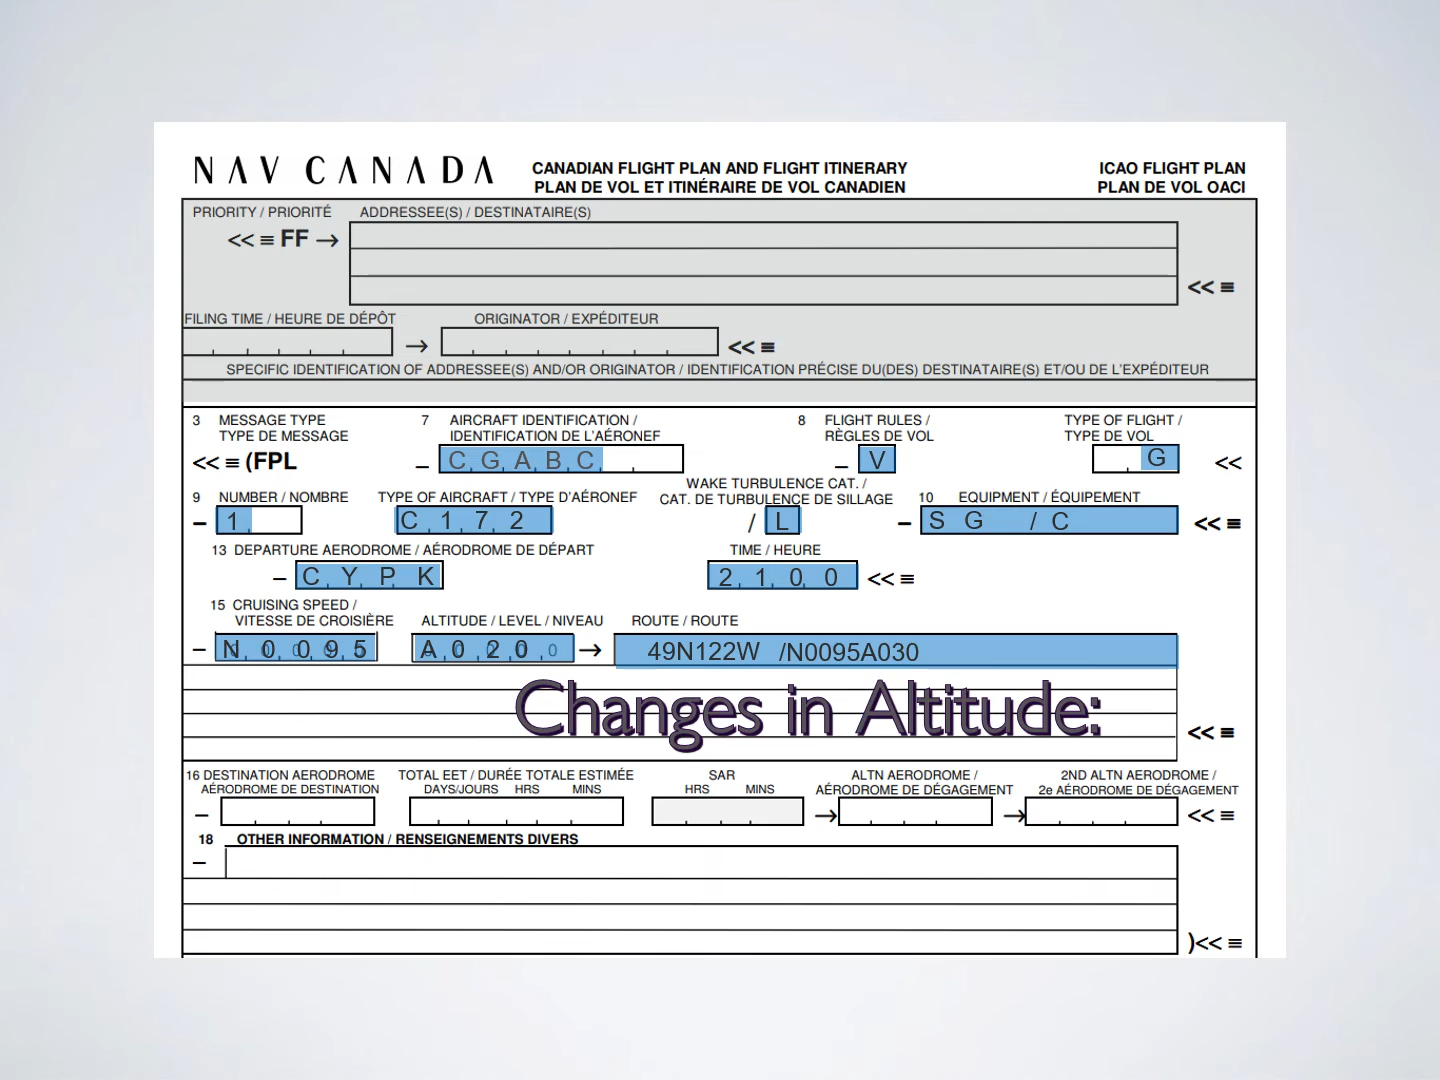 NAV CANADA
CANADIAN FLIGHT PLAN AND FLIGHT ITINERARY
PLAN DE VOL ET ITINÉRAIRE DE VOL CANADIEN
ICAO FLIGHT PLAN
PLAN DE VOL OACI
PRIORITY / PRIORITÉ
ADDRESSEE(S) / DESTINATAIRE(S)
<< ≡ FF →
<< ≡
FILING TIME / HEURE DE DÉPÔT
ORIGINATOR / EXPÉDITEUR
→
<< ≡
SPECIFIC IDENTIFICATION OF ADDRESSEE(S) AND/OR ORIGINATOR / IDENTIFICATION PRÉCISE DU(DES) DESTINATAIRE(S) ET/OU DE L'EXPÉDITEUR
3 MESSAGE TYPE
TYPE DE MESSAGE
<< ≡ (FPL
7 AIRCRAFT IDENTIFICATION /
IDENTIFICATION DE L'AÉRONEF
– C G A B C
8 FLIGHT RULES /
RÈGLES DE VOL
– V
TYPE OF FLIGHT /
TYPE DE VOL
G <<
9 NUMBER / NOMBRE
– 1
TYPE OF AIRCRAFT / TYPE D'AÉRONEF
C 1 7 2
WAKE TURBULENCE CAT. /
CAT. DE TURBULENCE DE SILLAGE
/ L
10 EQUIPMENT / ÉQUIPEMENT
– S G / C << ≡
13 DEPARTURE AERODROME / AÉRODROME DE DÉPART
– C Y P K
TIME / HEURE
2 1 0 0 << ≡
15 CRUISING SPEED /
VITESSE DE CROISIÈRE
– N 0 0 9 5
ALTITUDE / LEVEL / NIVEAU
A 0 2 0 →
ROUTE / ROUTE
49N122W /N0095A030
Changes in Altitude:
<< ≡
16 DESTINATION AERODROME
AÉRODROME DE DESTINATION
–
TOTAL EET / DURÉE TOTALE ESTIMÉE
DAYS/JOURS HRS MINS
SAR
HRS MINS
→
ALTN AERODROME /
AÉRODROME DE DÉGAGEMENT
→
2ND ALTN AERODROME /
2e AÉRODROME DE DÉGAGEMENT
<< ≡
18 OTHER INFORMATION / RENSEIGNEMENTS DIVERS
–
)<< ≡